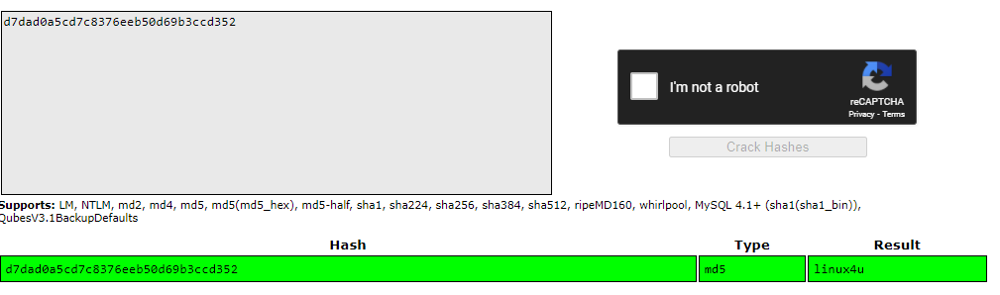 d7dad0a5cd7c8376eeb50d69b3ccd352
I'm not a robot
reCAPTCHA
Privacy - Terms
Crack Hashes
Supports: LM, NTLM, md2, md4, md5, md5(md5_hex), md5-half, sha1, sha224, sha256, sha384, sha512, ripeMD160, whirlpool, MySQL 4.1+ (sha1(sha1_bin)),
QubesV3.1BackupDefaults
Hash Type Result
d7dad0a5cd7c8376eeb50d69b3ccd352 md5 linux4u